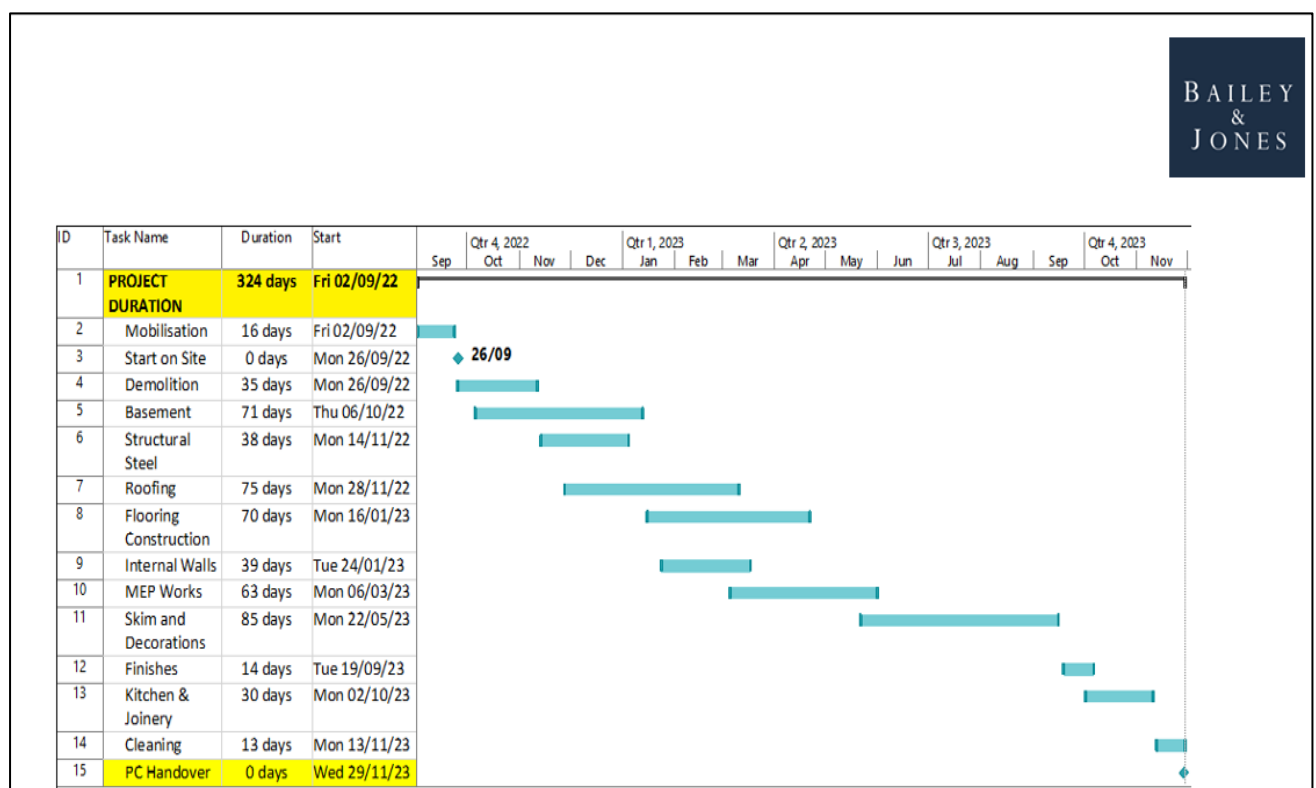 BAILEY
&
JONES
ID Task Name Duration Start Qtr 4, 2022 Qtr 1, 2023 Qtr 2, 2023 Qtr 3, 2023 Qtr 4, 2023
Sep Oct Nov Dec Jan Feb Mar Apr May Jun Jul Aug Sep Oct Nov
1 PROJECT 324 days Fri 02/09/22
DURATION
2 Mobilisation 16 days Fri 02/09/22
3 Start on Site 0 days Mon 26/09/22 26/09
4 Demolition 35 days Mon 26/09/22
5 Basement 71 days Thu 06/10/22
6 Structural 38 days Mon 14/11/22
Steel
7 Roofing 75 days Mon 28/11/22
8 Flooring 70 days Mon 16/01/23
Construction
9 Internal Walls 39 days Tue 24/01/23
10 MEP Works 63 days Mon 06/03/23
11 Skim and 85 days Mon 22/05/23
Decorations
12 Finishes 14 days Tue 19/09/23
13 Kitchen & 30 days Mon 02/10/23
Joinery
14 Cleaning 13 days Mon 13/11/23
15 PC Handover 0 days Wed 29/11/23